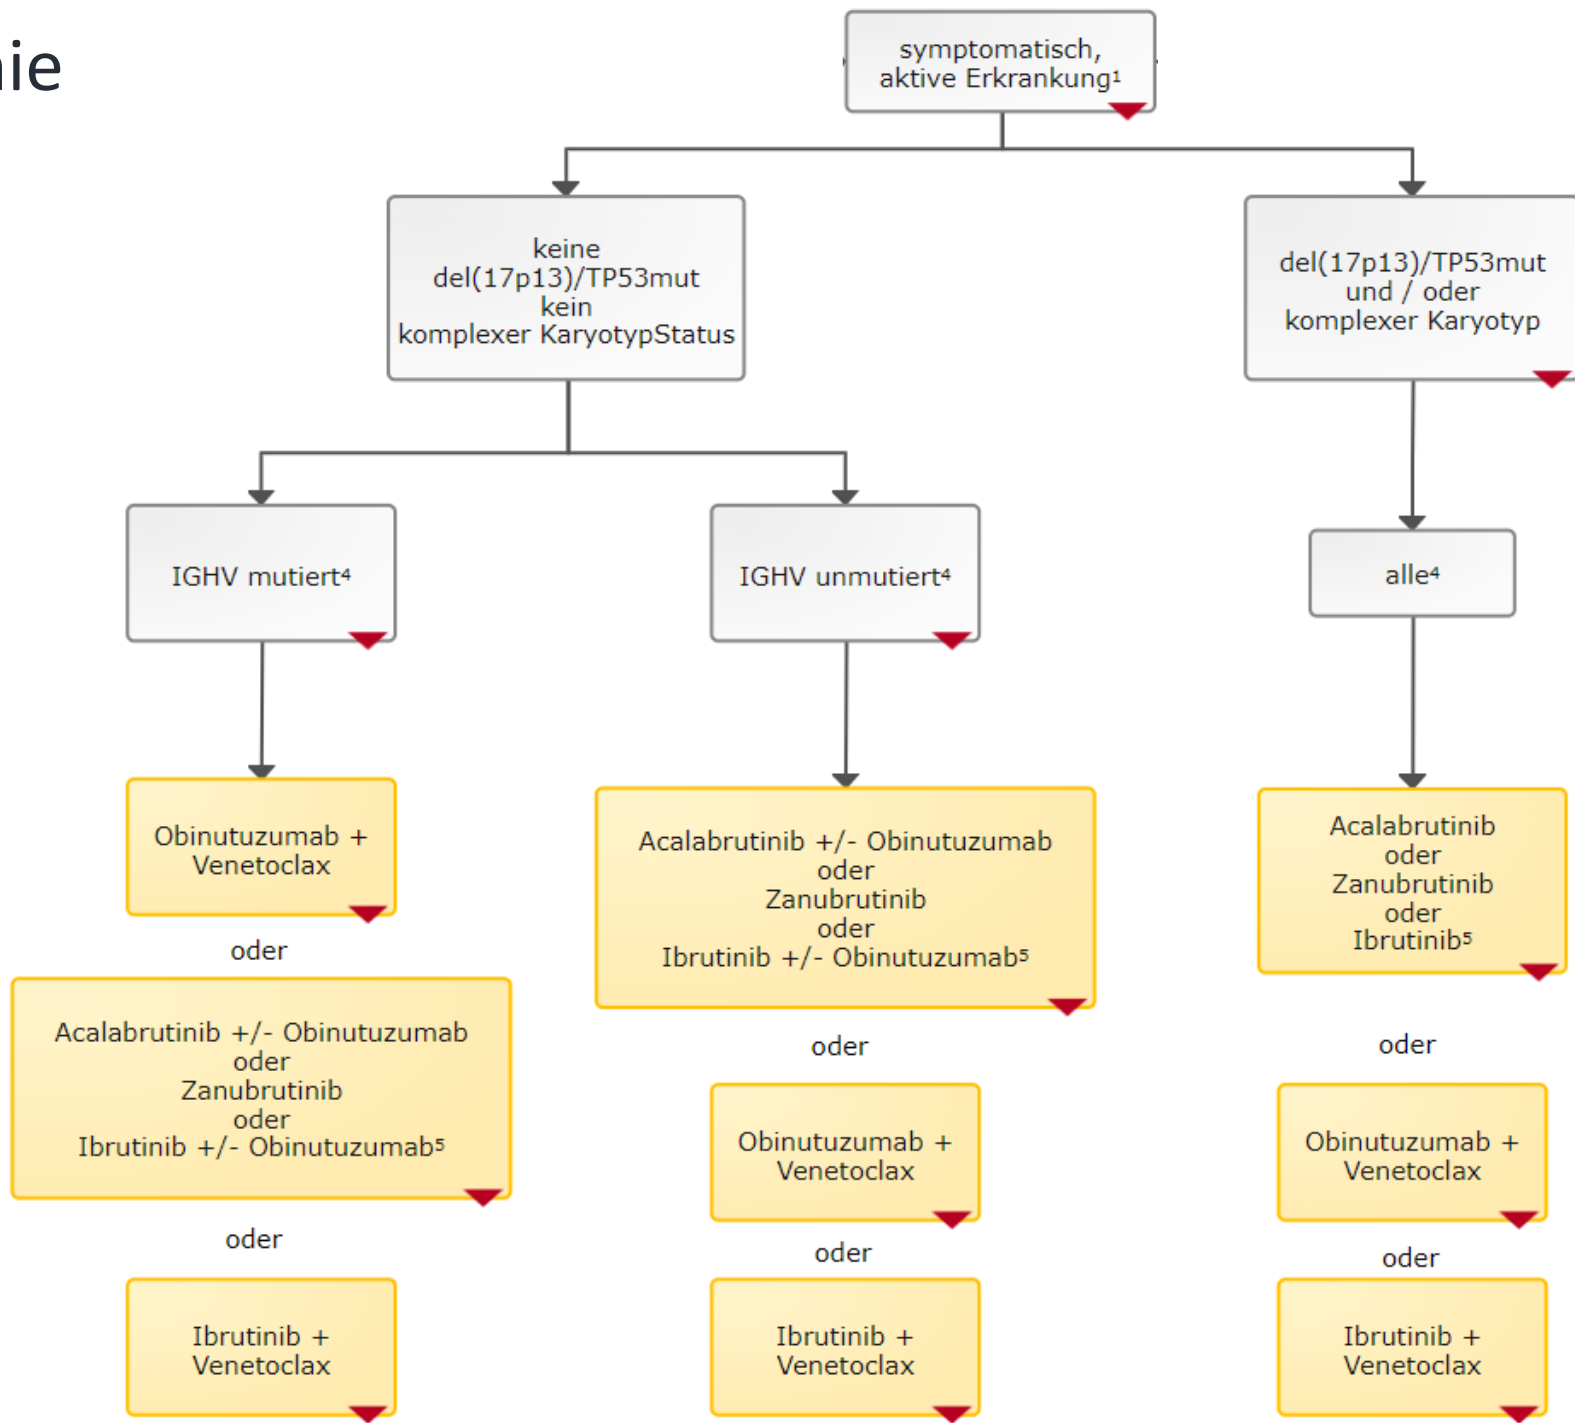 nie
symptomatisch,
aktive Erkrankung¹
keine
del(17p13)/TP53mut
kein
komplexer KaryotypStatus
del(17p13)/TP53mut
und / oder
komplexer Karyotyp
IGHV mutiert⁴
IGHV unmutiert⁴
alle⁴
Obinutuzumab +
Venetoclax
oder
Acalabrutinib +/- Obinutuzumab
oder
Zanubrutinib
oder
Ibrutinib +/- Obinutuzumab⁵
oder
Ibrutinib +
Venetoclax
Acalabrutinib +/- Obinutuzumab
oder
Zanubrutinib
oder
Ibrutinib +/- Obinutuzumab⁵
oder
Obinutuzumab +
Venetoclax
oder
Ibrutinib +
Venetoclax
Acalabrutinib
oder
Zanubrutinib
oder
Ibrutinib⁵
oder
Obinutuzumab +
Venetoclax
oder
Ibrutinib +
Venetoclax